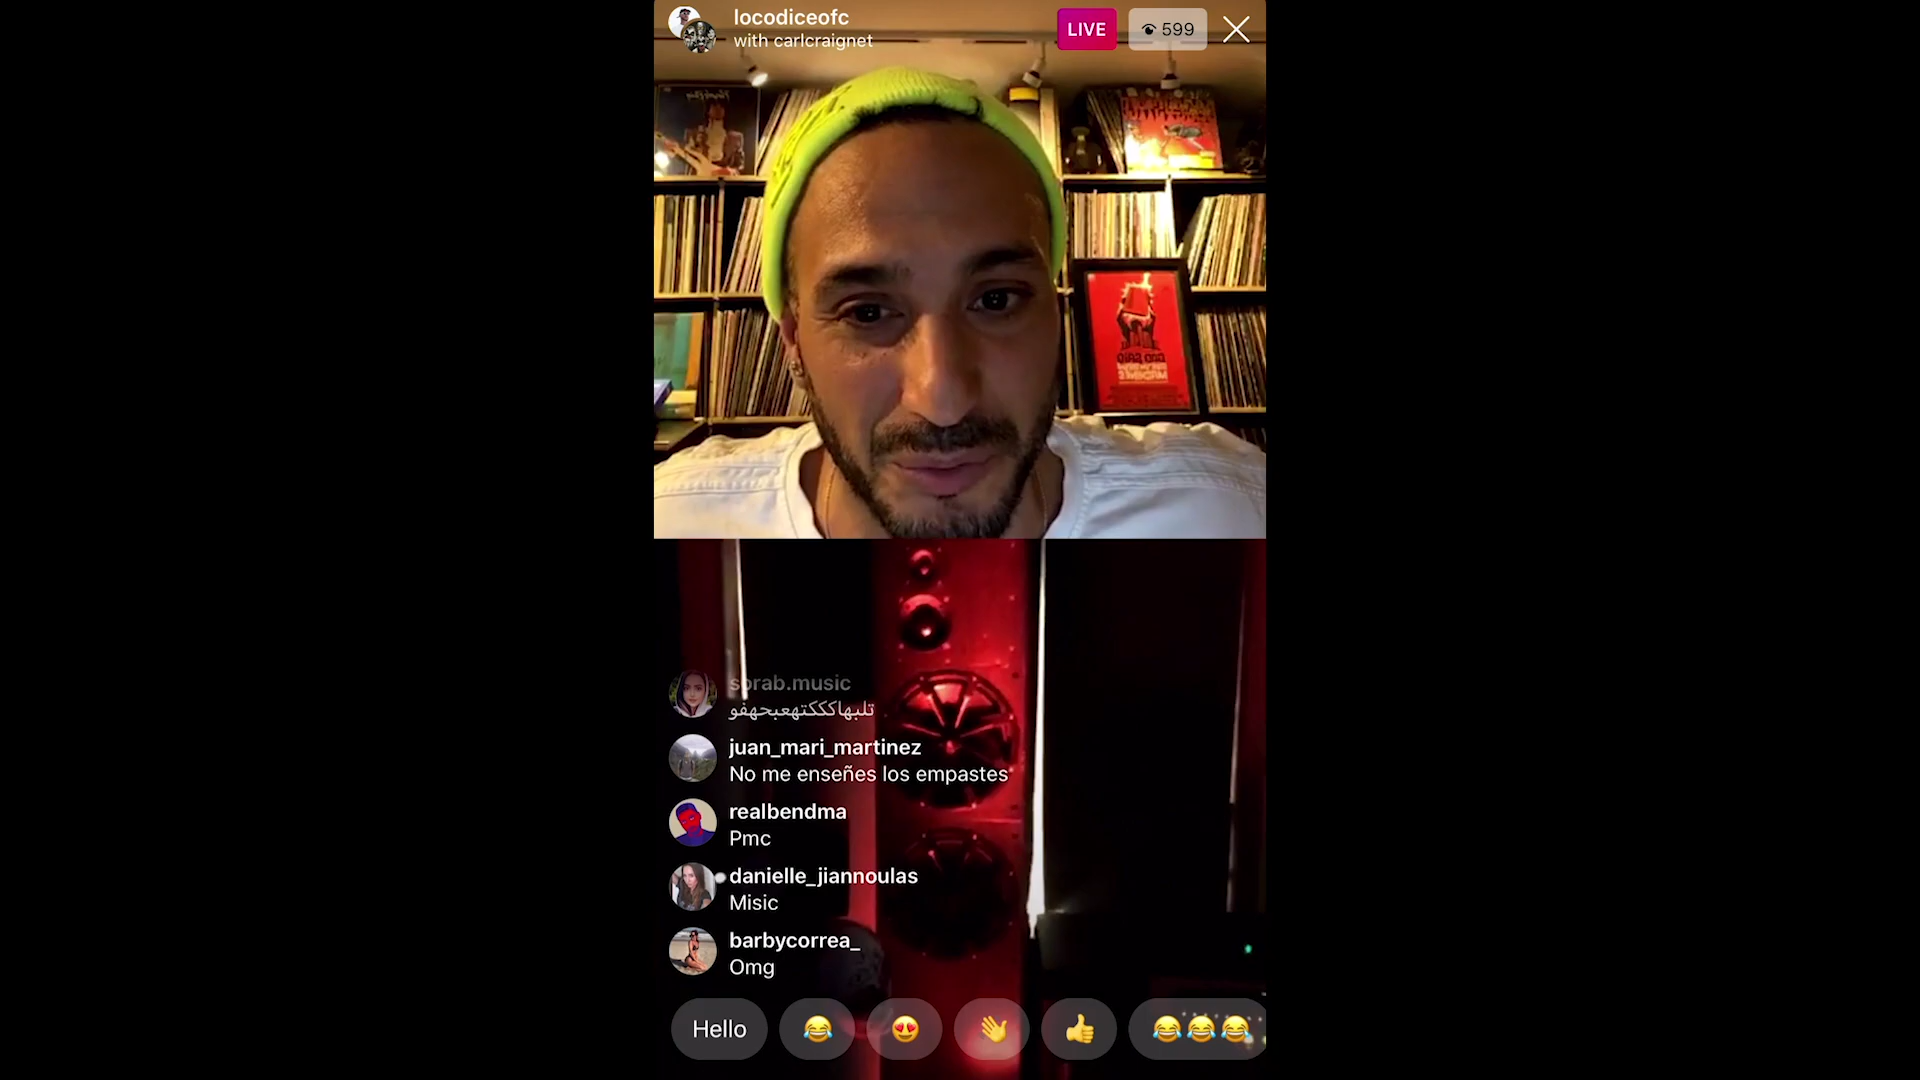 locodiceofc
with carlcraignet
LIVE
599
sorab.music
تلبهاکککتهعبحهفو
juan_mari_martinez
No me enseñes los empastes
realbendma
Pmc
danielle_jiannoulas
Misic
barbycorrea_
Omg
Hello